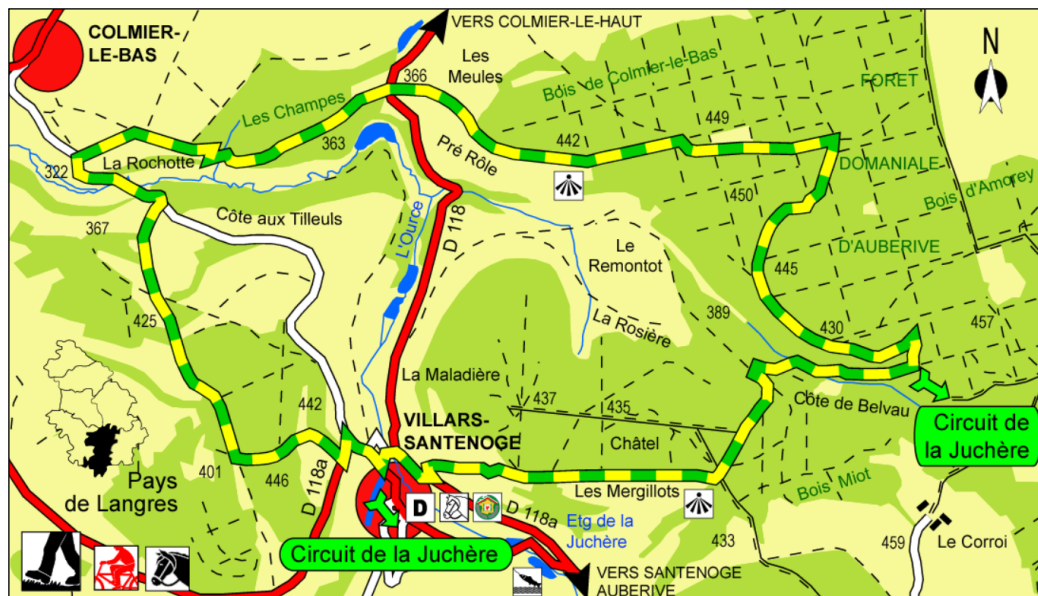 COLMIER-
LE-BAS
VERS COLMIER-LE-HAUT
Les
Meules
366
Bois de Colmier-le-Bas
FORET
N
Les Champes
363
Pré Rôle
442
449
DOMANIALE
La Rochotte
322
367
Côte aux Tilleuls
L'Ource
D 118
450
Bois d'Amorey
Le
Remontot
D'AUBERIVE
445
425
La Rosière
389
430
457
La Maladière
437
435
Côte de Belvau
442
VILLARS-
SANTENOGE
Châtel
Circuit de
la Juchère
401
446
D 118a
Les Mergillots
Bois Miot
Pays
de Langres
D
D 118a
Etg de la
Juchère
433
459
Le Corroi
Circuit de la Juchère
VERS SANTENOGE
AUBERIVE